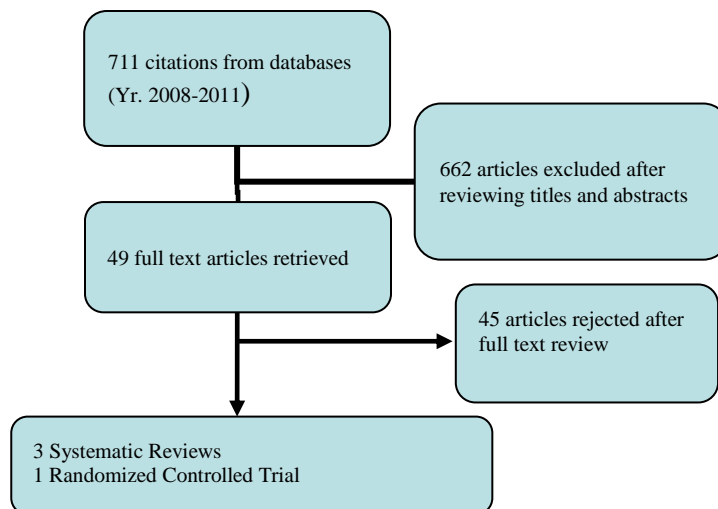 711 citations from databases
(Yr. 2008-2011)
662 articles excluded after
reviewing titles and abstracts
49 full text articles retrieved
45 articles rejected after
full text review
3 Systematic Reviews
1 Randomized Controlled Trial